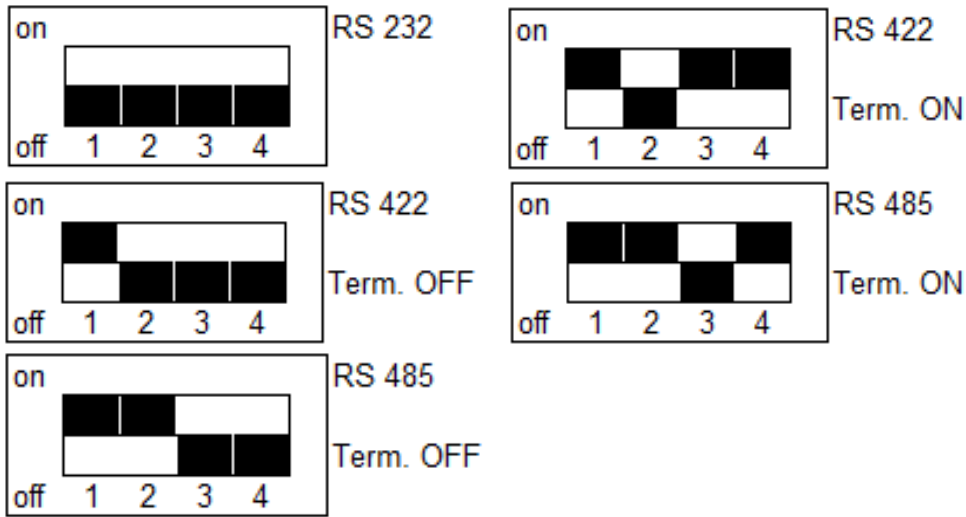 on
RS 232
off 1 2 3 4
on
RS 422
Term. ON
off 1 2 3 4
on
RS 422
Term. OFF
off 1 2 3 4
on
RS 485
Term. ON
off 1 2 3 4
on
RS 485
Term. OFF
off 1 2 3 4